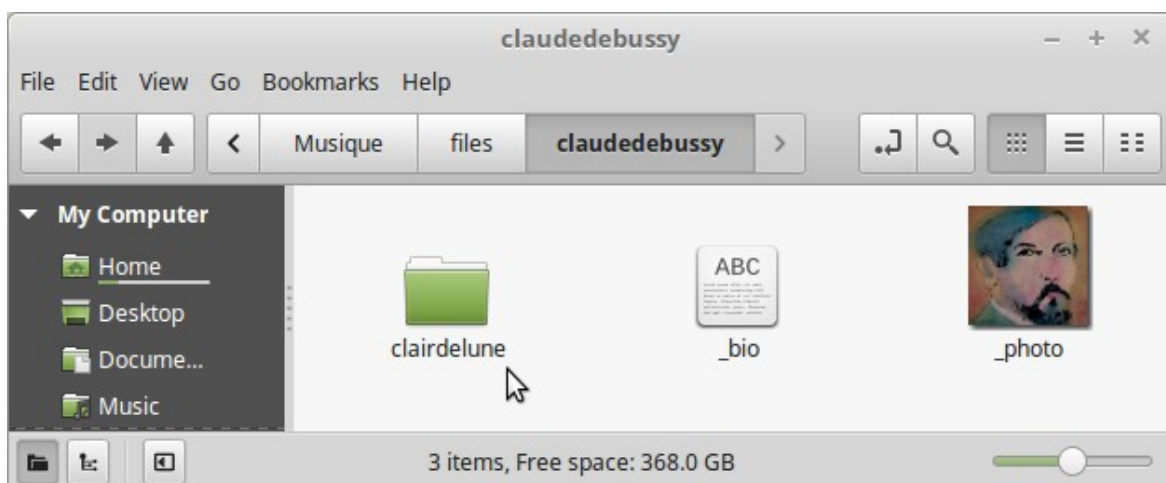 claudedebussy
File Edit View Go Bookmarks Help
Musique files claudedebussy
My Computer
Home
Desktop
Docume...
Music
clairdelune
ABC
_bio
_photo
3 items, Free space: 368.0 GB